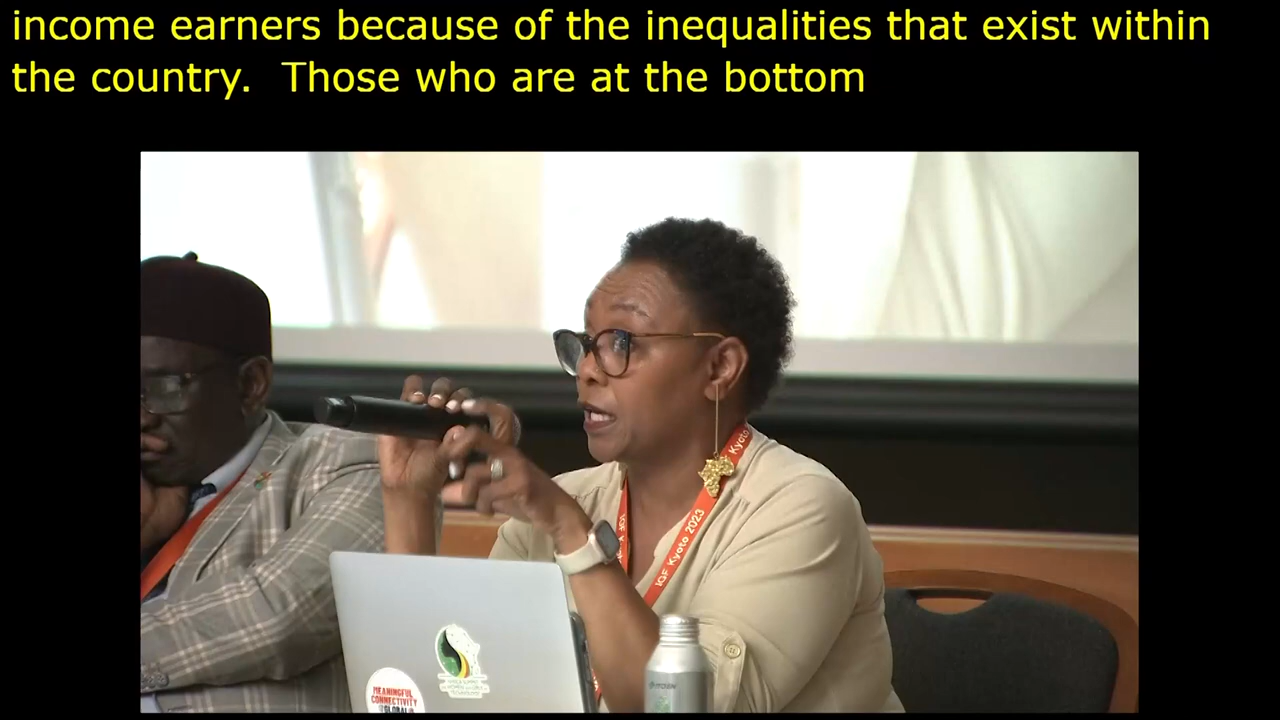 income earners because of the inequalities that exist within
the country.  Those who are at the bottom
Kyoto
IGF Kyoto 2023
MEANINGFUL
CONNECTIVITY